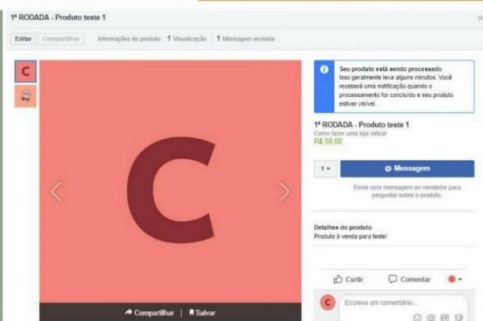 1ª RODADA - Produto teste 1
Editar Compartilhar Informações do produto: 1 Visualização 1 Mensagem enviada
C
C
Compartilhar Salvar
Seu produto está sendo processado
Isso geralmente leva alguns minutos. Você
receberá uma notificação quando o
processamento for concluído e seu produto
estiver visível.
1ª RODADA - Produto teste 1
Como fazer uma loja virtual
R$ 50,00
1
Mensagem
Envie uma mensagem ao vendedor para
perguntar sobre o produto.
Detalhes do produto
Produto à venda para teste!
Curtir Comentar
C Escreva um comentário...